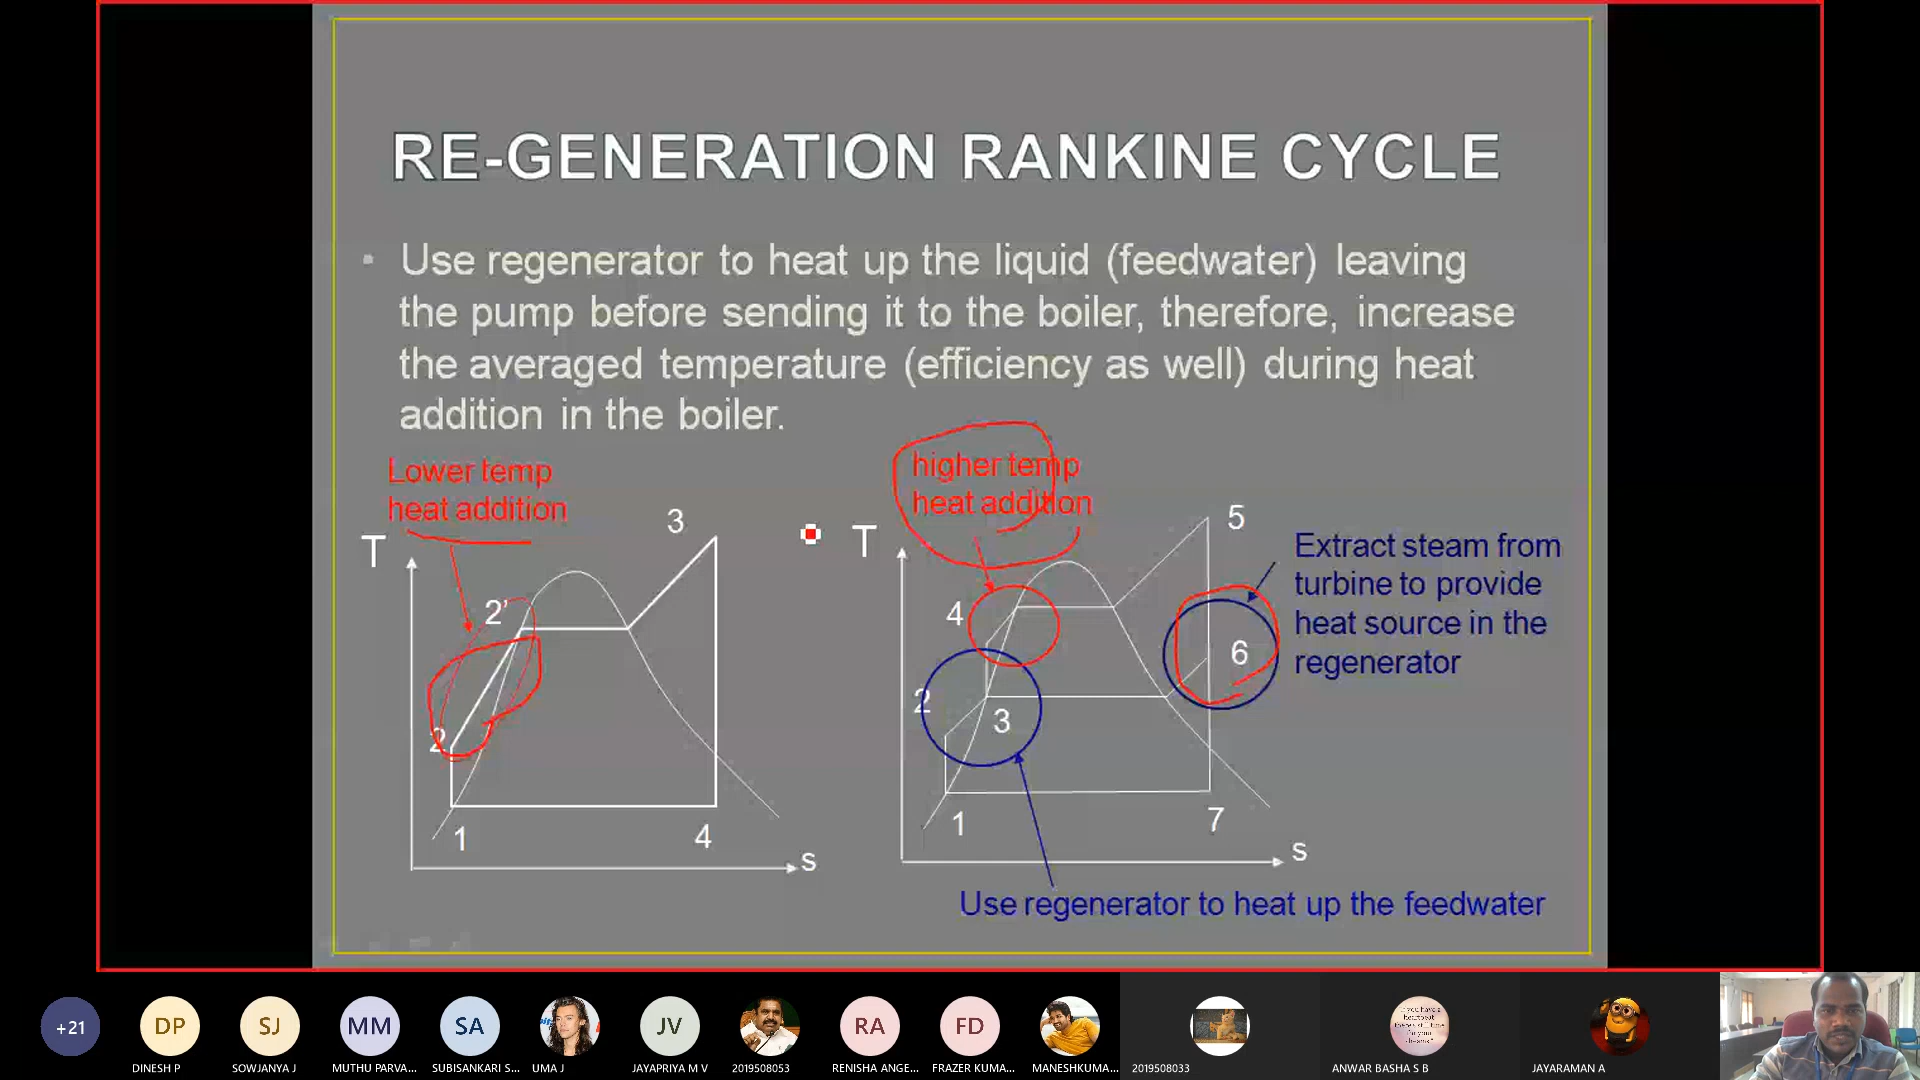 RE-GENERATION RANKINE CYCLE
• Use regenerator to heat up the liquid (feedwater) leaving
the pump before sending it to the boiler, therefore, increase
the averaged temperature (efficiency as well) during heat
addition in the boiler.
Lower temp
heat addition
T
3
2'
2
1
4
s
higher temp
heat addition
T
5
4
6
2
3
1
7
s
Extract steam from
turbine to provide
heat source in the
regenerator
Use regenerator to heat up the feedwater
+21
DP
SJ
MM
SA
JV
RA
FD
DINESH P
SOWJANYA J
MUTHU PARVA...
SUBISANKARI S...
UMA J
JAYAPRIYA M V
2019508053
RENISHA ANGE...
FRAZER KUMA...
MANESHKUMA...
2019508033
ANWAR BASHA S B
JAYARAMAN A